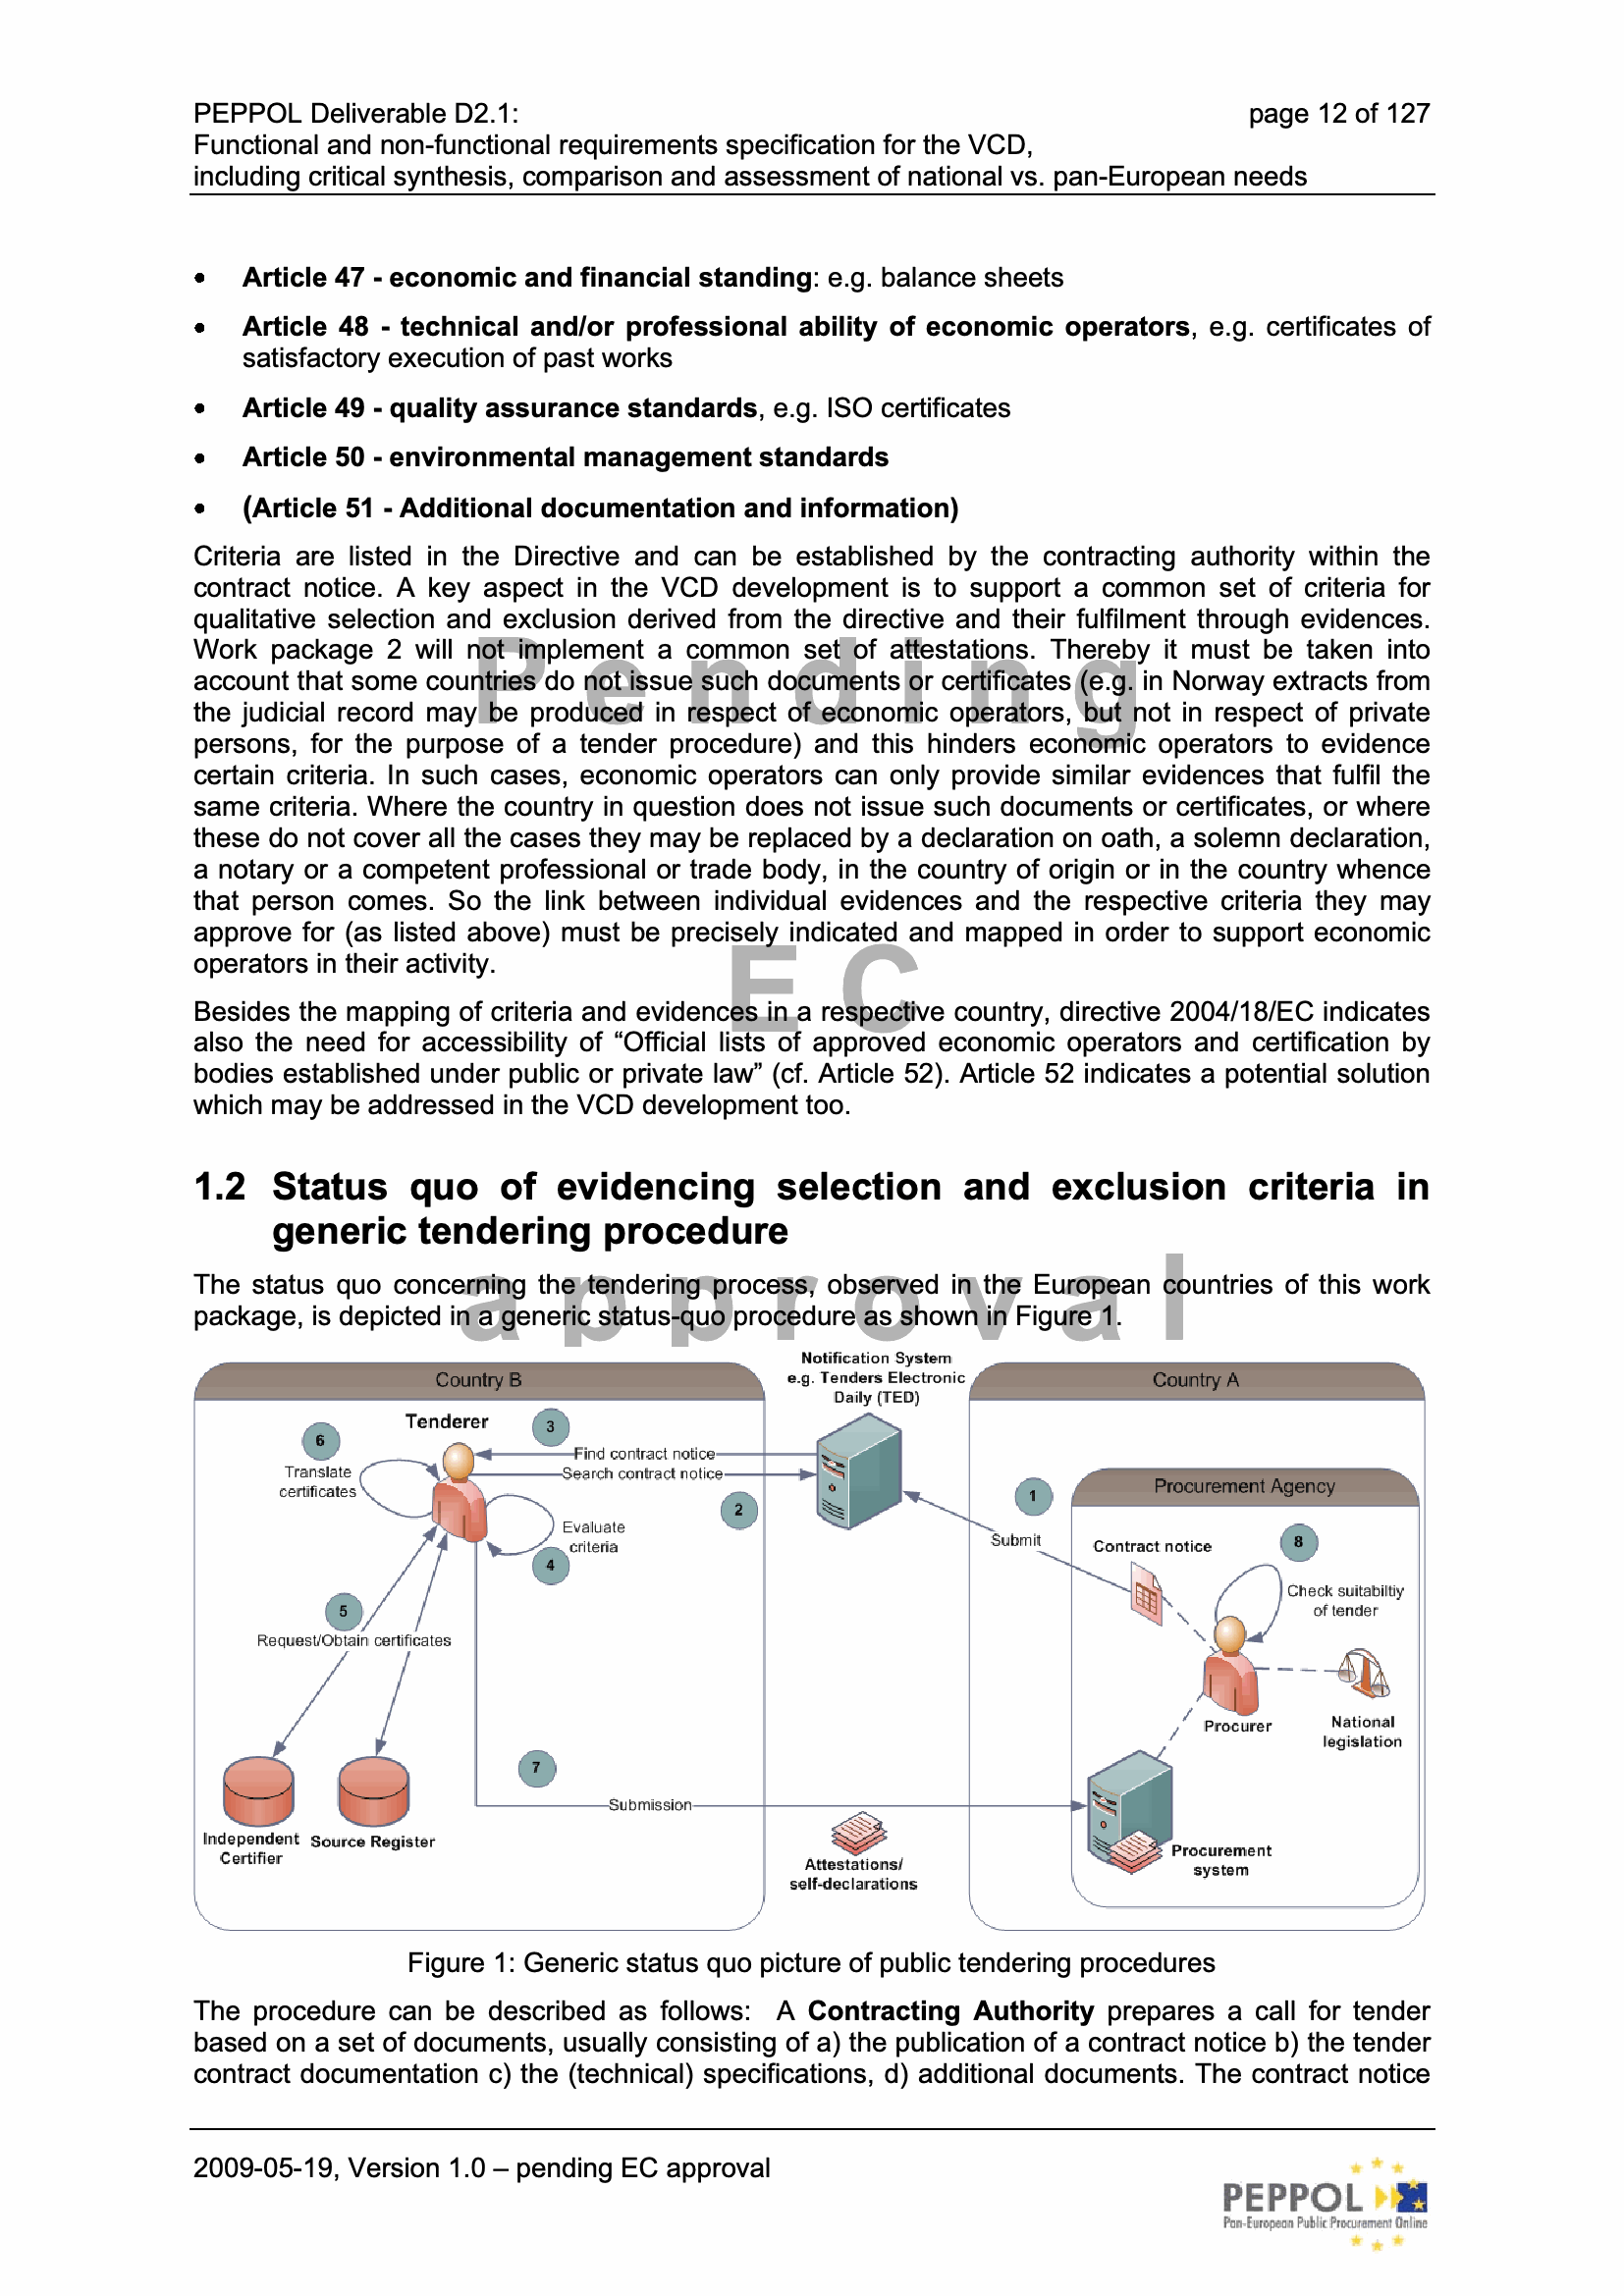 PEPPOL Deliverable D2.1: page 12 of 127
Functional and non-functional requirements specification for the VCD,
including critical synthesis, comparison and assessment of national vs. pan-European needs
• Article 47 - economic and financial standing: e.g. balance sheets
• Article 48 - technical and/or professional ability of economic operators, e.g. certificates of
satisfactory execution of past works
• Article 49 - quality assurance standards, e.g. ISO certificates
• Article 50 - environmental management standards
• (Article 51 - Additional documentation and information)
Criteria are listed in the Directive and can be established by the contracting authority within the
contract notice. A key aspect in the VCD development is to support a common set of criteria for
qualitative selection and exclusion derived from the directive and their fulfilment through evidences.
Work package 2 will not implement a common set of attestations. Thereby it must be taken into
account that some countries do not issue such documents or certificates (e.g. in Norway extracts from
the judicial record may be produced in respect of economic operators, but not in respect of private
persons, for the purpose of a tender procedure) and this hinders economic operators to evidence
certain criteria. In such cases, economic operators can only provide similar evidences that fulfil the
same criteria. Where the country in question does not issue such documents or certificates, or where
these do not cover all the cases they may be replaced by a declaration on oath, a solemn declaration,
a notary or a competent professional or trade body, in the country of origin or in the country whence
that person comes. So the link between individual evidences and the respective criteria they may
approve for (as listed above) must be precisely indicated and mapped in order to support economic
operators in their activity.
Pending
EC
approval
Besides the mapping of criteria and evidences in a respective country, directive 2004/18/EC indicates
also the need for accessibility of “Official lists of approved economic operators and certification by
bodies established under public or private law” (cf. Article 52). Article 52 indicates a potential solution
which may be addressed in the VCD development too.
1.2 Status quo of evidencing selection and exclusion criteria in
generic tendering procedure
The status quo concerning the tendering process, observed in the European countries of this work
package, is depicted in a generic status-quo procedure as shown in Figure 1.
Country B
Notification System
e.g. Tenders Electronic
Daily (TED)
Country A
Tenderer
3
6
Find contract notice
Translate
certificates
Search contract notice
2
Procurement Agency
1
Evaluate
criteria
4
Submit
Contract notice
8
Check suitabiltiy
of tender
5
Request/Obtain certificates
Procurer
National
legislation
7
Submission
Independent
Certifier
Source Register
Attestations/
self-declarations
Procurement
system
Figure 1: Generic status quo picture of public tendering procedures
The procedure can be described as follows: A Contracting Authority prepares a call for tender
based on a set of documents, usually consisting of a) the publication of a contract notice b) the tender
contract documentation c) the (technical) specifications, d) additional documents. The contract notice
2009-05-19, Version 1.0 – pending EC approval
PEPPOL
Pan-European Public Procurement Online